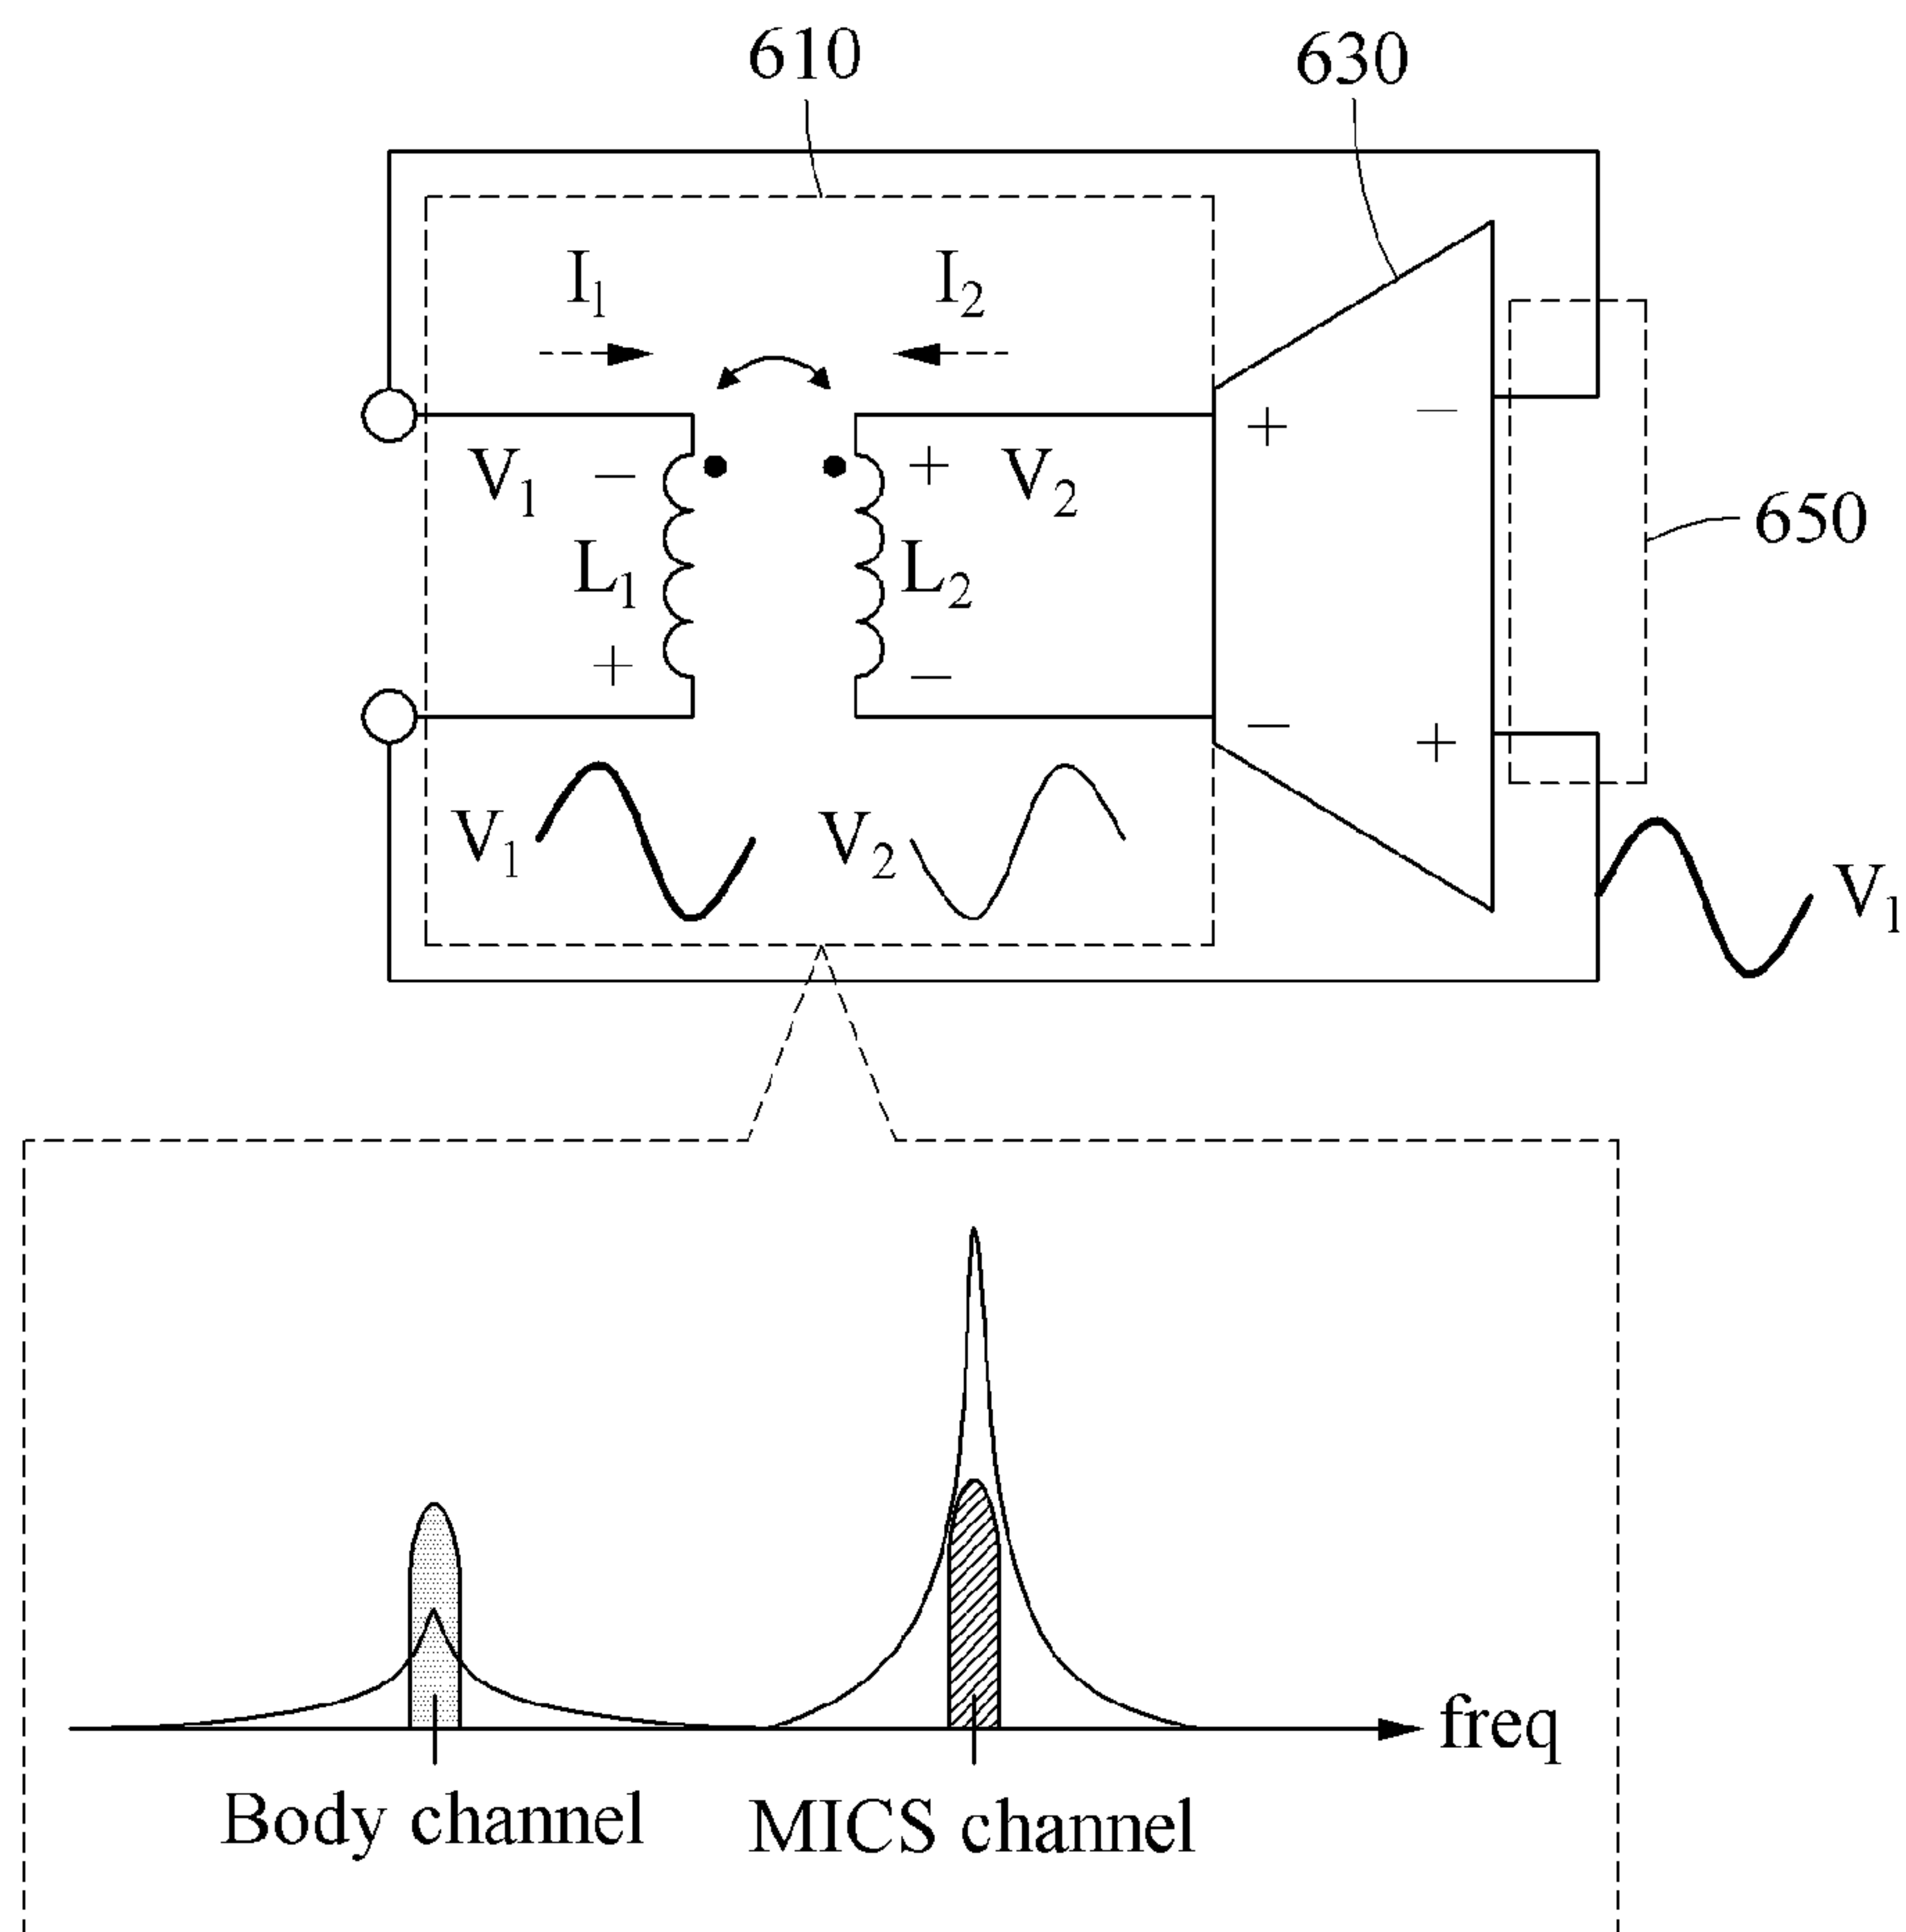 610
630
I₁
I₂
V₁ −
+ V₂
+
−
L₁
L₂
650
+
−
−
+
V₁
V₂
V₁
freq
Body channel
MICS channel